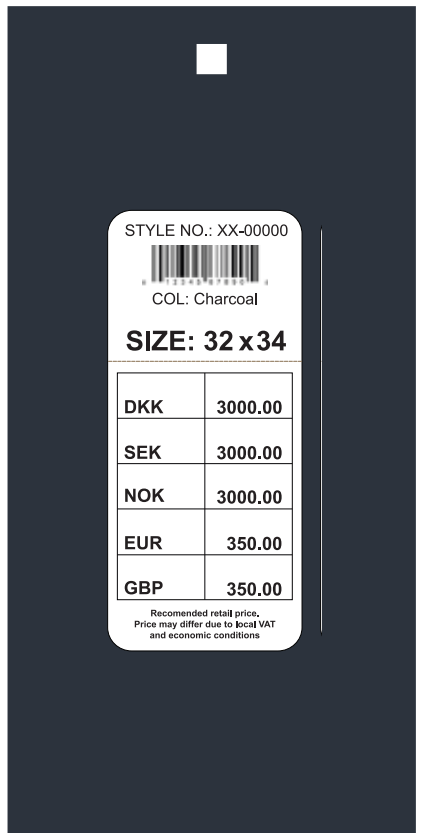 STYLE NO.: XX-00000
COL: Charcoal
SIZE: 32 x 34
DKK 3000.00
SEK 3000.00
NOK 3000.00
EUR 350.00
GBP 350.00
Recomended retail price.
Price may differ due to local VAT
and economic conditions